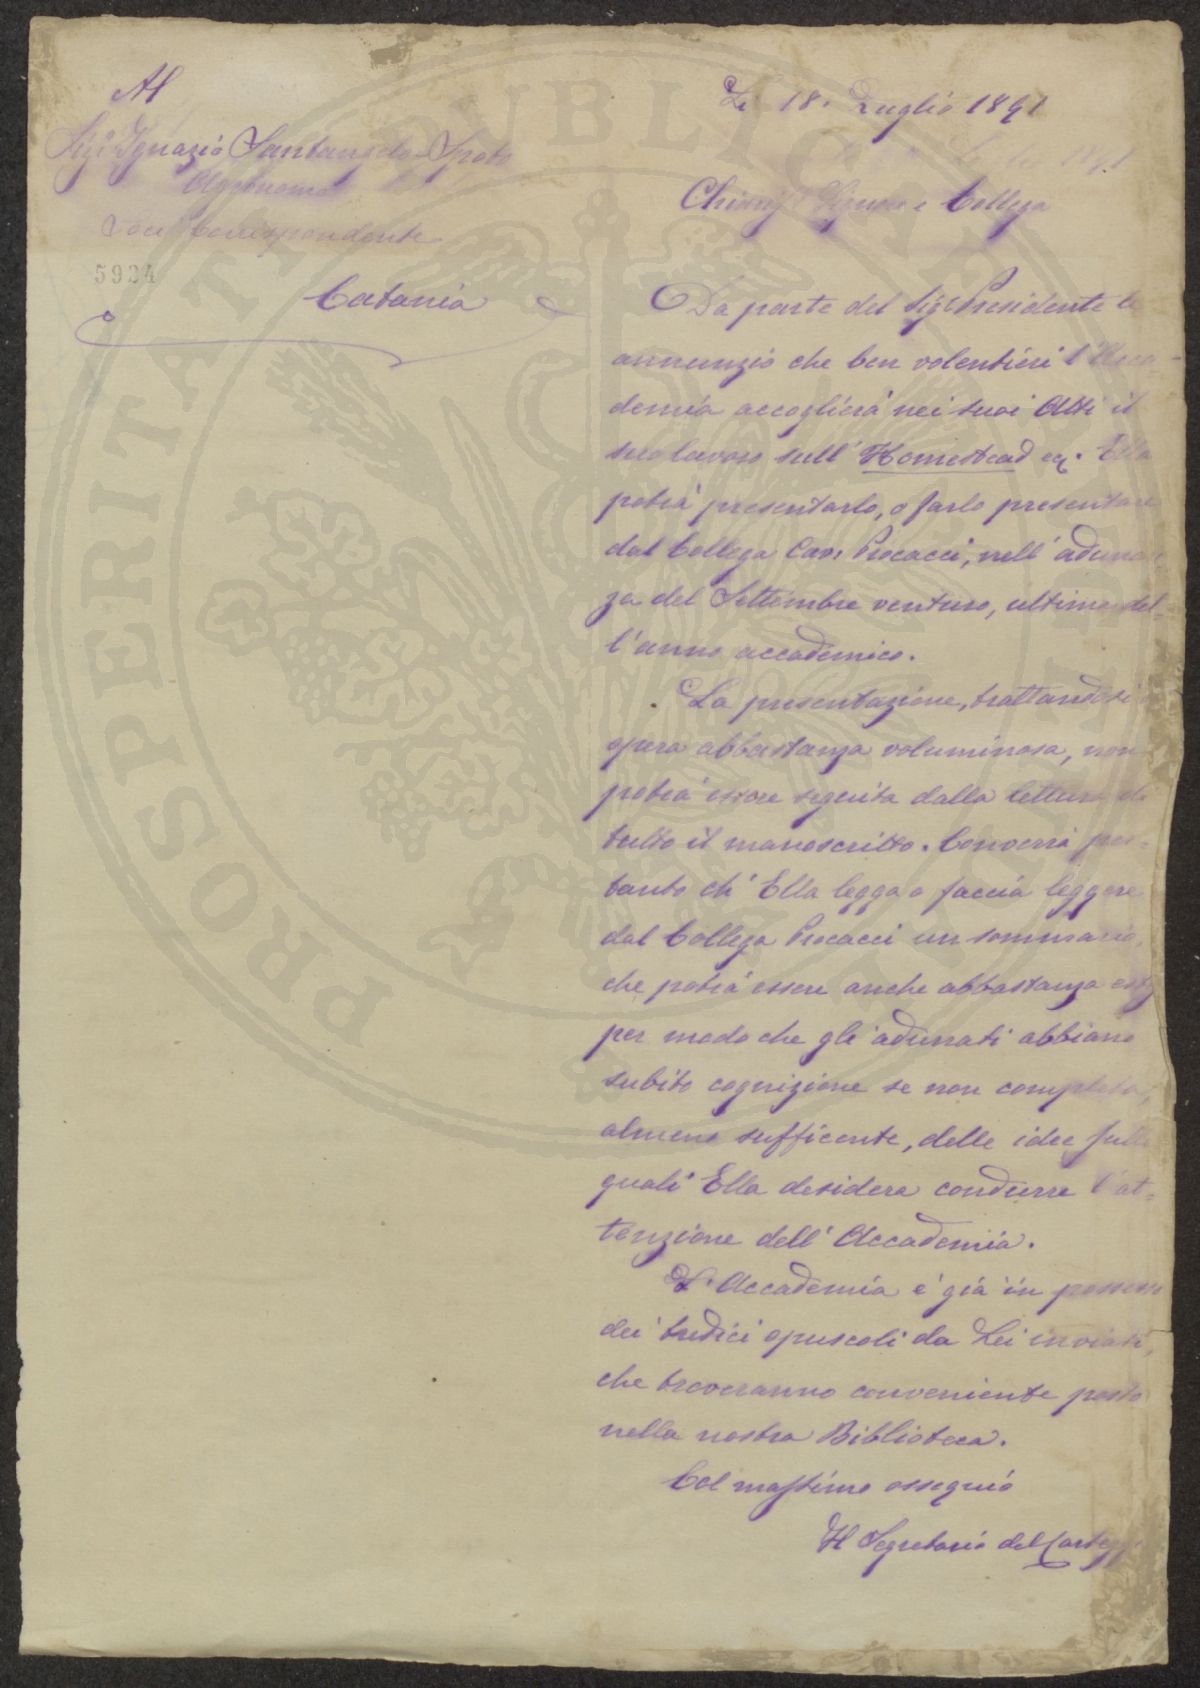 Al
Sigr Ignazio Santangelo Spoto
Agronomo
Socio Corrispondente
5934
Catania
Li 18. Luglio 1891
Chiariss. Signore e Collega
Da parte del Sigr Presidente le
annunzio che ben volentieri l'Acca-
demia accoglierà nei suoi Atti il
suo lavoro sull'Homestead ec. Ella
potrà presentarlo, o farlo presentare
dal Collega Cav. Procacci, nell'adunan
za del Settembre venturo, ultima del-
l'anno accademico.
La presentazione, trattandosi
opera abbastanza voluminosa, non
potrà essere seguita dalla lettura di
tutto il manoscritto. Converrà per-
tanto ch'Ella legga o faccia leggere
dal Collega Procacci un sommario,
che potrà essere anche abbastanza
per modo che gli adunati abbiano
subito cognizione se non completa,
almeno sufficente, delle idee sulle
quali Ella desidera condurre l'at-
tenzione dell'Accademia.
L'Accademia è già in possesso
dei tredici opuscoli da Lei inviati,
che troveranno conveniente posto
nella nostra Biblioteca.
Col massimo ossequio
Il Segretario del Carteggio
PROSPERITATI PUBLICAE